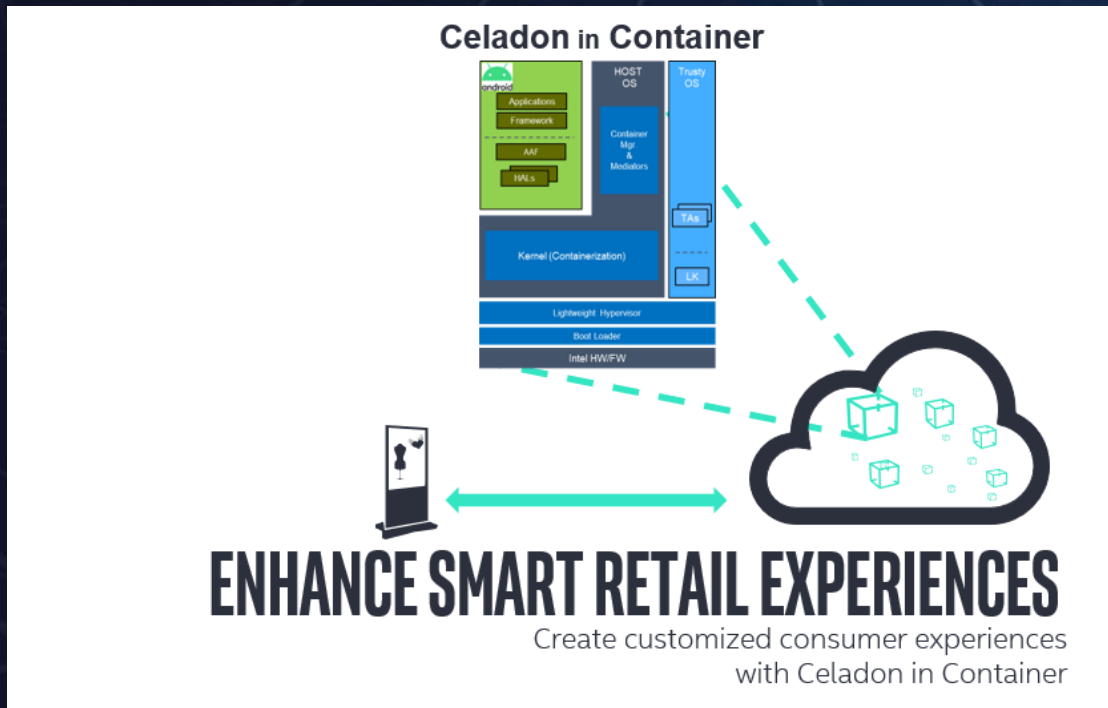 Celadon in Container
android
Applications
Framework
AAF
HALs
HOST
OS
Container
Mgr
&
Mediators
Trusty
OS
TAs
LK
Kernel (Containerization)
Lightweight Hypervisor
Boot Loader
Intel HW/FW
ENHANCE SMART RETAIL EXPERIENCES
Create customized consumer experiences
with Celadon in Container